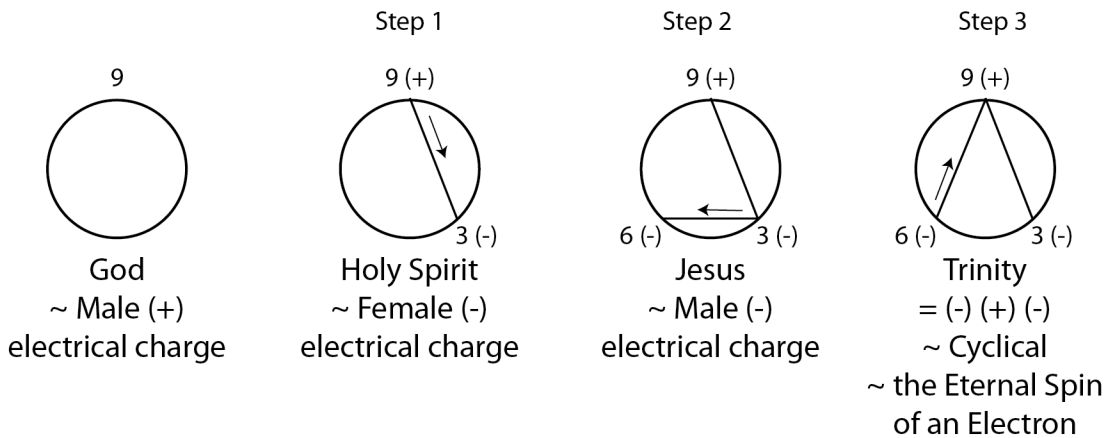 Step 1
Step 2
Step 3
9
9 (+)
9 (+)
9 (+)
3 (-)
6 (-)
3 (-)
6 (-)
3 (-)
God
~ Male (+)
electrical charge
Holy Spirit
~ Female (-)
electrical charge
Jesus
~ Male (-)
electrical charge
Trinity
= (-) (+) (-)
~ Cyclical
~ the Eternal Spin
of an Electron